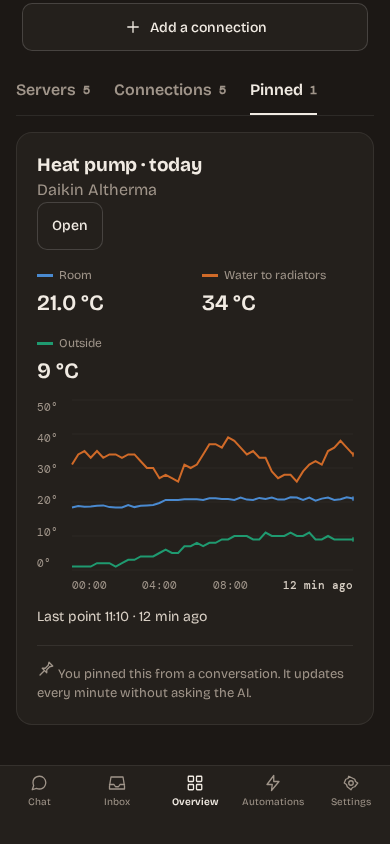 Add a connection
Servers 5 Connections 5 Pinned 1
Heat pump · today
Daikin Altherma
Open
Room Water to radiators
21.0 °C 34 °C
Outside
9 °C
50°
40°
30°
20°
10°
0°
00:00 04:00 08:00 12 min ago
Last point 11:10 · 12 min ago
You pinned this from a conversation. It updates
every minute without asking the AI.
Chat Inbox Overview Automations Settings